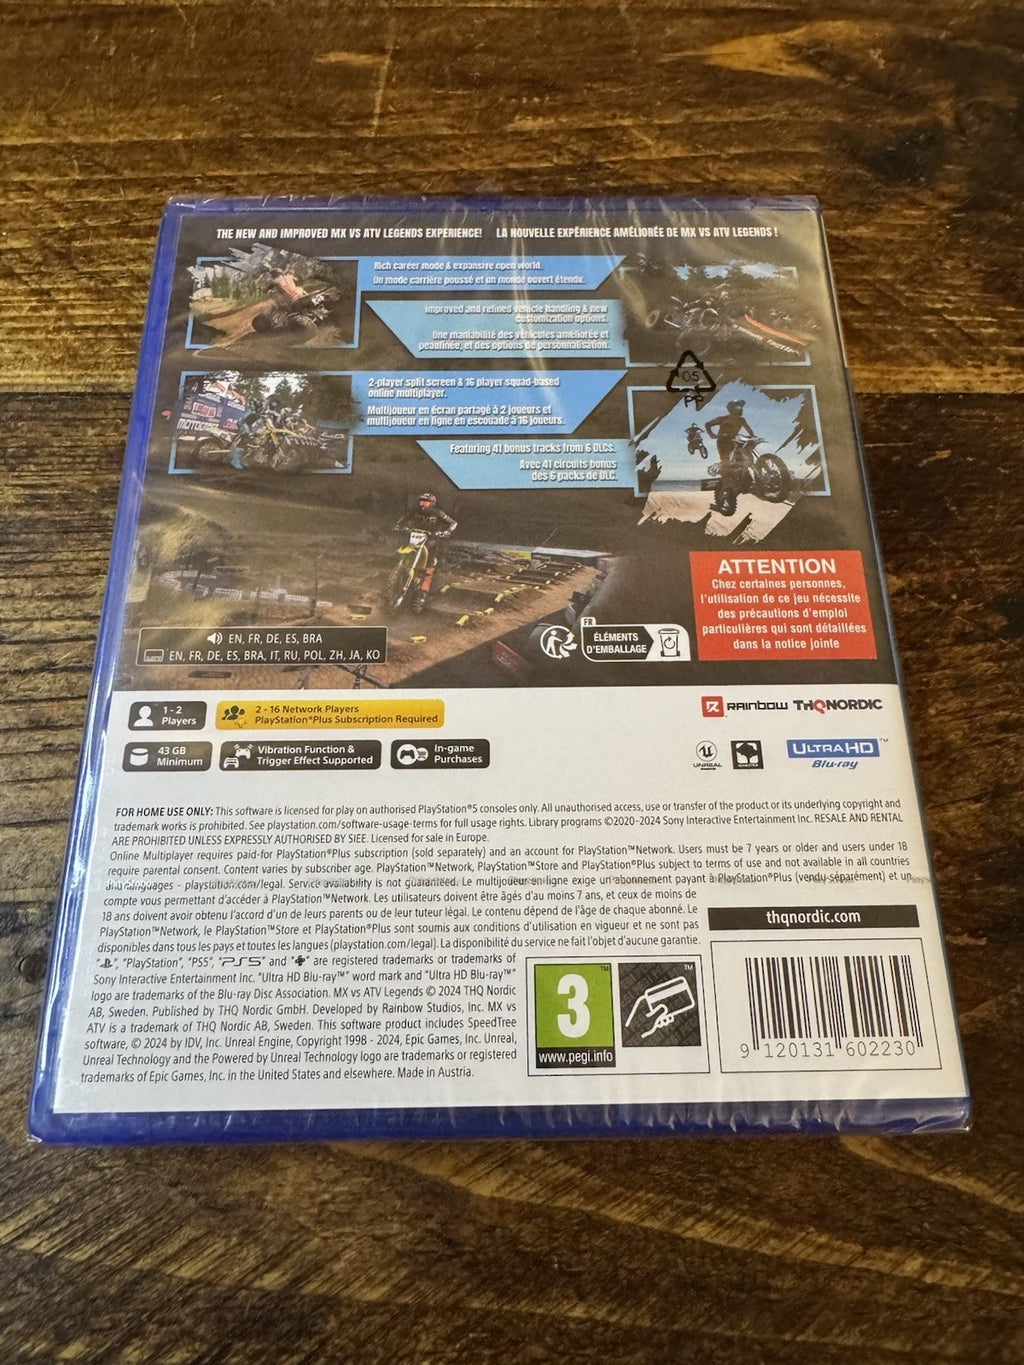 THE NEW AND IMPROVED MX VS ATV LEGENDS EXPERIENCE!
LA NOUVELLE EXPÉRIENCE AMÉLIORÉE DE MX VS ATV LEGENDS !
Rich career mode & expansive open world.
Un mode carrière poussé et un monde ouvert étendu.
Improved and refined vehicle handling & new
customization options.
Une maniabilité des véhicules améliorée et
peaufinée, et des options de personnalisation.
05
PP
2-player split screen & 16 player squad-based
online multiplayer.
Multijoueur en écran partagé à 2 joueurs et
multijoueur en ligne en escouade à 16 joueurs.
Featuring 41 bonus tracks from 6 DLCs.
Avec 41 circuits bonus
des 6 packs de DLC.
ATTENTION
Chez certaines personnes,
l'utilisation de ce jeu nécessite
des précautions d'emploi
particulières qui sont détaillées
dans la notice jointe
FR
ÉLÉMENTS
D'EMBALLAGE
EN, FR, DE, ES, BRA
EN, FR, DE, ES, BRA, IT, RU, POL, ZH, JA, KO
1 - 2
Players
2 - 16 Network Players
PlayStation®Plus Subscription Required
RAINBOW THQNORDIC
43 GB
Minimum
Vibration Function &
Trigger Effect Supported
In-game
Purchases
UNREAL
ULTRA HD™
Blu-ray
FOR HOME USE ONLY: This software is licensed for play on authorised PlayStation®5 consoles only. All unauthorised access, use or transfer of the product or its underlying copyright and
trademark works is prohibited. See playstation.com/software-usage-terms for full usage rights. Library programs ©2020-2024 Sony Interactive Entertainment Inc. RESALE AND RENTAL
ARE PROHIBITED UNLESS EXPRESSLY AUTHORISED BY SIEE. Licensed for sale in Europe.
Online Multiplayer requires paid-for PlayStation®Plus subscription (sold separately) and an account for PlayStation™Network. Users must be 7 years or older and users under 18
require parental consent. Content varies by subscriber age. PlayStation™Network, PlayStation™Store and PlayStation®Plus subject to terms of use and not available in all countries
languages - playstation.com/legal. Service availability is not guaranteed. Le multijoueur en ligne exige un abonnement payant à PlayStation®Plus (vendu séparément) et un
compte vous permettant d'accéder à PlayStation™Network. Les utilisateurs doivent être âgés d'au moins 7 ans, et ceux de moins de
18 ans doivent avoir obtenu l'accord d'un de leurs parents ou de leur tuteur légal. Le contenu dépend de l'âge de chaque abonné. Le
PlayStation™Network, le PlayStation™Store et PlayStation®Plus sont soumis aux conditions d'utilisation en vigueur et ne sont pas
disponibles dans tous les pays et toutes les langues (playstation.com/legal). La disponibilité du service ne fait l'objet d'aucune garantie.
"PlayStation", "PS5", "PS5" and are registered trademarks or trademarks of
Sony Interactive Entertainment Inc. "Ultra HD Blu-ray™" word mark and "Ultra HD Blu-ray™"
logo are trademarks of the Blu-ray Disc Association. MX vs ATV Legends © 2024 THQ Nordic
AB, Sweden. Published by THQ Nordic GmbH. Developed by Rainbow Studios, Inc. MX vs
ATV is a trademark of THQ Nordic AB, Sweden. This software product includes SpeedTree
software, © 2024 by IDV, Inc. Unreal Engine, Copyright 1998 - 2024, Epic Games, Inc. Unreal,
Unreal Technology and the Powered by Unreal Technology logo are trademarks or registered
trademarks of Epic Games, Inc. in the United States and elsewhere. Made in Austria.
thqnordic.com
3
www.pegi.info
9 120131 602230